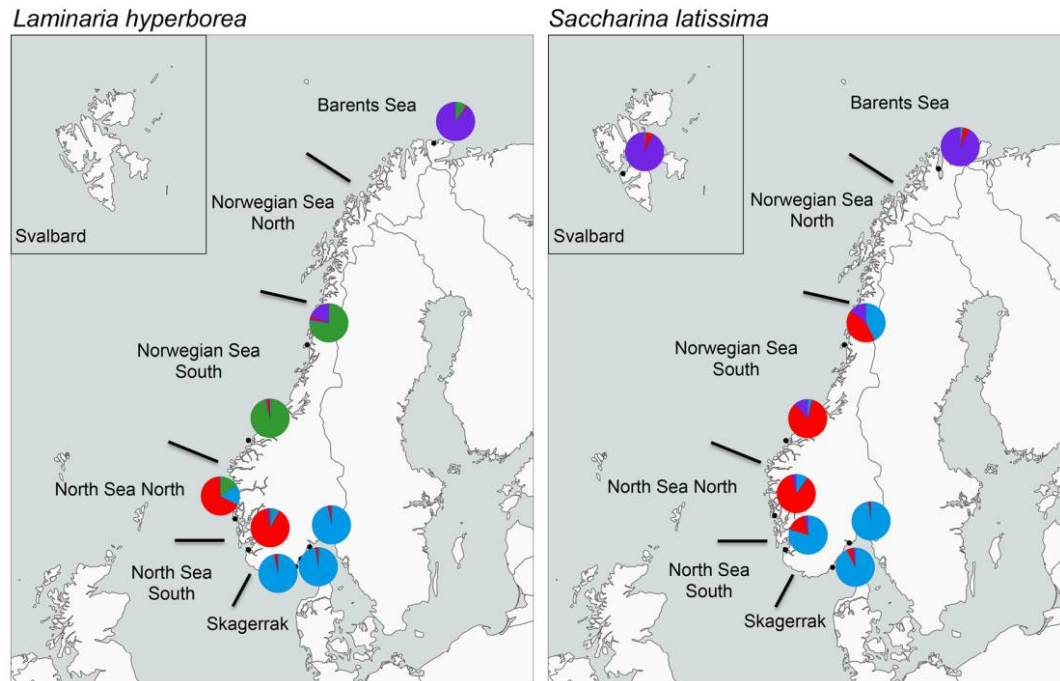 Laminaria hyperborea
Barents Sea
Norwegian Sea
North
Svalbard
Norwegian Sea
South
North Sea North
North Sea
South
Skagerrak
Saccharina latissima
Barents Sea
Norwegian Sea
North
Svalbard
Norwegian Sea
South
North Sea North
North Sea
South
Skagerrak